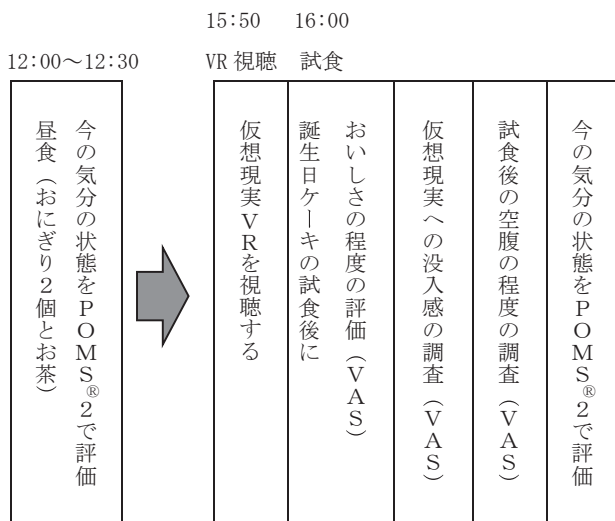 15:50 16:00
12:00～12:30 VR 視聴 試食
今の気分の状態をPOMS®2で評価
昼食（おにぎり2個とお茶）
仮想現実VRを視聴する
おいしさの程度の評価（VAS）
誕生日ケーキの試食後に
仮想現実への没入感の調査（VAS）
試食後の空腹の程度の調査（VAS）
今の気分の状態をPOMS®2で評価